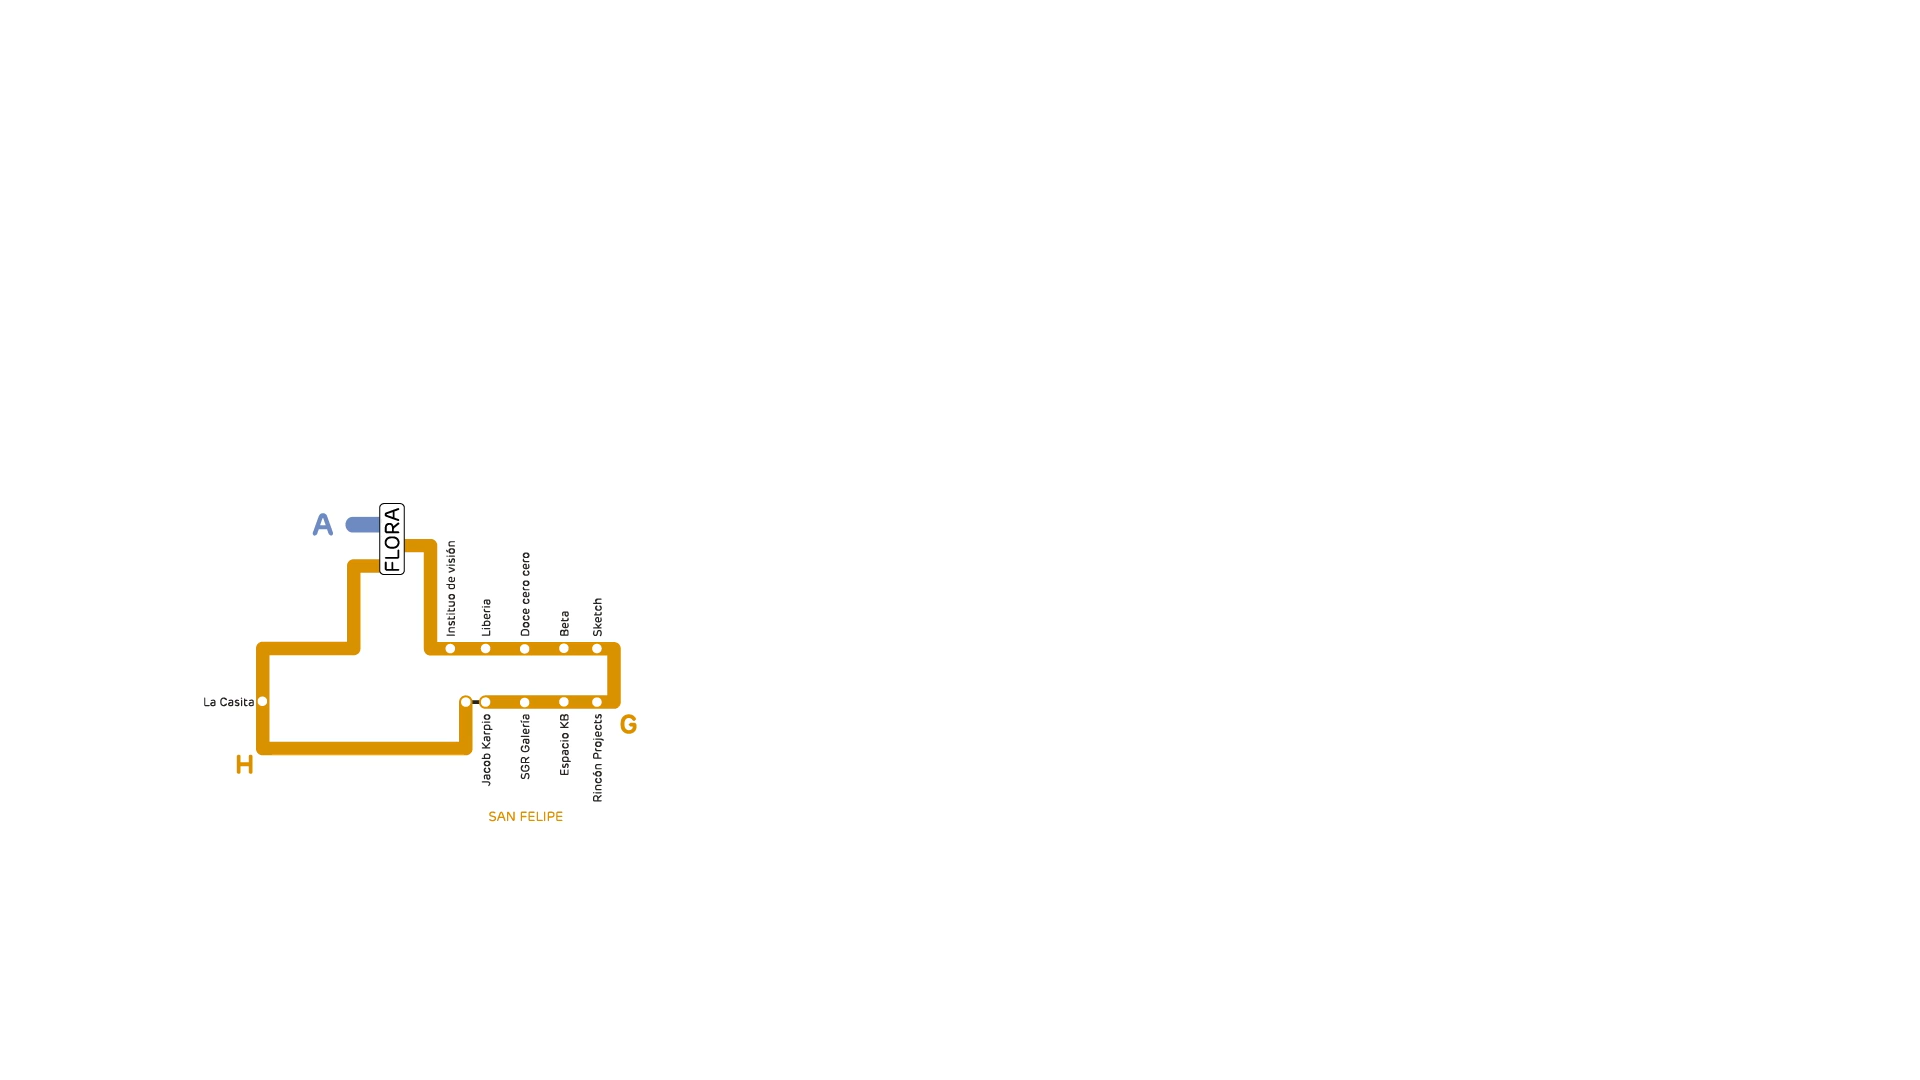 A
FLORA
Instituo de visión
Liberia
Doce cero cero
Beta
Sketch
La Casita
Jacob Karpio
SGR Galería
Espacio KB
Rincón Projects
G
H
SAN FELIPE